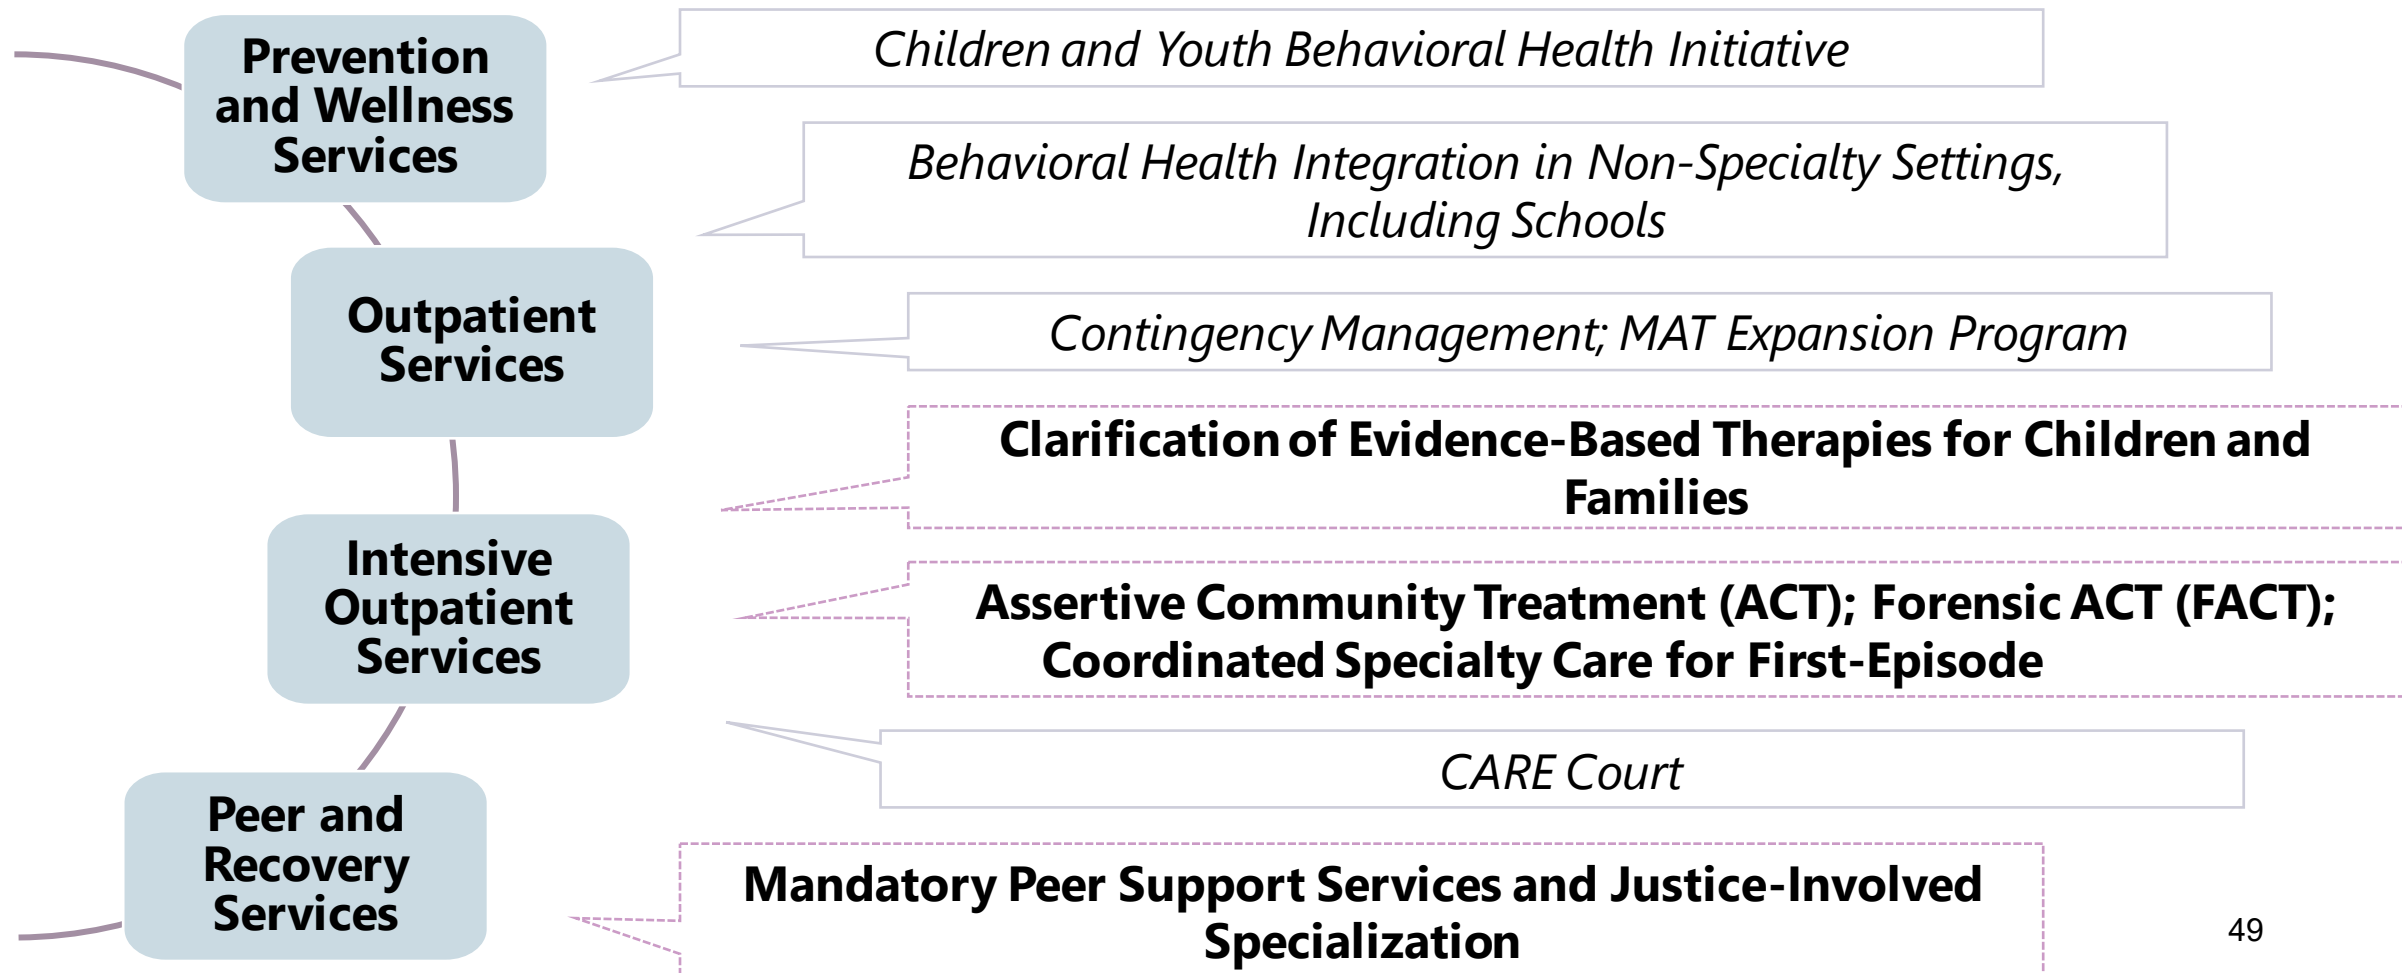 Prevention
and Wellness
Services
Children and Youth Behavioral Health Initiative
Behavioral Health Integration in Non-Specialty Settings,
Including Schools
Outpatient
Services
Contingency Management; MAT Expansion Program
Clarification of Evidence-Based Therapies for Children and
Families
Intensive
Outpatient
Services
Assertive Community Treatment (ACT); Forensic ACT (FACT);
Coordinated Specialty Care for First-Episode
CARE Court
Peer and
Recovery
Services
Mandatory Peer Support Services and Justice-Involved
Specialization
49